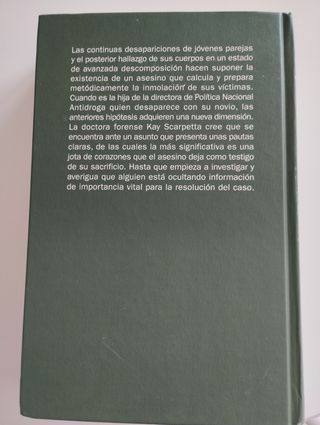 Las continuas desapariciones de jóvenes parejas
y el posterior hallazgo de sus cuerpos en un estado
de avanzada descomposición hacen suponer la
existencia de un asesino que calcula y prepara
metódicamente la inmolación de sus víctimas.
Cuando es la hija de la directora de Política Nacional
Antidroga quien desaparece con su novio, las
anteriores hipótesis adquieren una nueva dimensión.
La doctora forense Kay Scarpetta cree que se
encuentra ante un asunto que presenta unas pautas
claras, de las cuales la más significativa es una
jota de corazones que el asesino deja como testigo
de su sacrificio. Hasta que empieza a investigar y
averigua que alguien está ocultando información
de importancia vital para la resolución del caso.